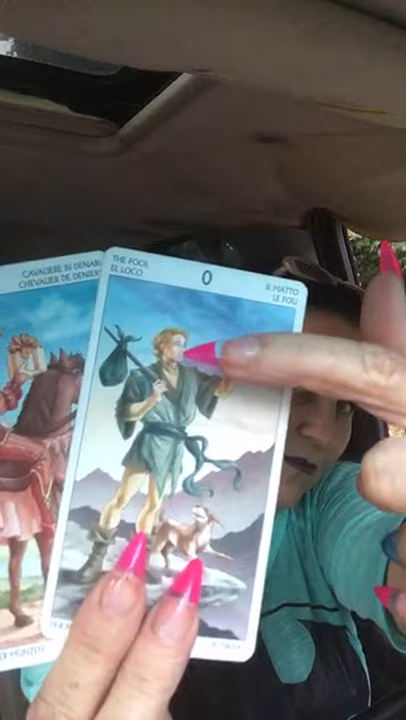 CAVALIERE DI DENARI
CHEVALIER DE DENIERS
THE FOOL
EL LOCO
0
IL MATTO
LE FOU